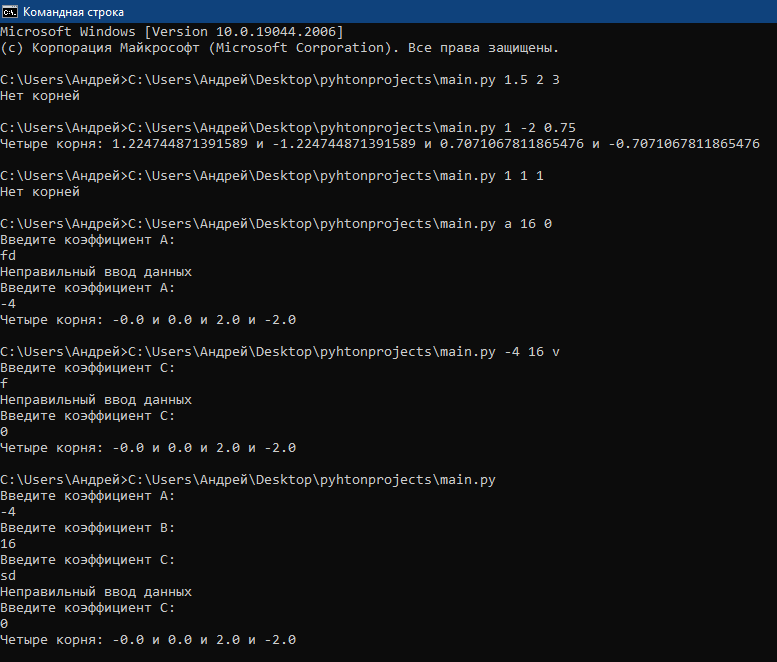 Командная строка
Microsoft Windows [Version 10.0.19044.2006]
(c) Корпорация Майкрософт (Microsoft Corporation). Все права защищены.
C:\Users\Андрей>C:\Users\Андрей\Desktop\pyhtonprojects\main.py 1.5 2 3
Нет корней
C:\Users\Андрей>C:\Users\Андрей\Desktop\pyhtonprojects\main.py 1 -2 0.75
Четыре корня: 1.224744871391589 и -1.224744871391589 и 0.7071067811865476 и -0.7071067811865476
C:\Users\Андрей>C:\Users\Андрей\Desktop\pyhtonprojects\main.py 1 1 1
Нет корней
C:\Users\Андрей>C:\Users\Андрей\Desktop\pyhtonprojects\main.py a 16 0
Введите коэффициент A:
fd
Неправильный ввод данных
Введите коэффициент A:
-4
Четыре корня: -0.0 и 0.0 и 2.0 и -2.0
C:\Users\Андрей>C:\Users\Андрей\Desktop\pyhtonprojects\main.py -4 16 v
Введите коэффициент C:
f
Неправильный ввод данных
Введите коэффициент C:
0
Четыре корня: -0.0 и 0.0 и 2.0 и -2.0
C:\Users\Андрей>C:\Users\Андрей\Desktop\pyhtonprojects\main.py
Введите коэффициент A:
-4
Введите коэффициент B:
16
Введите коэффициент C:
sd
Неправильный ввод данных
Введите коэффициент C:
0
Четыре корня: -0.0 и 0.0 и 2.0 и -2.0